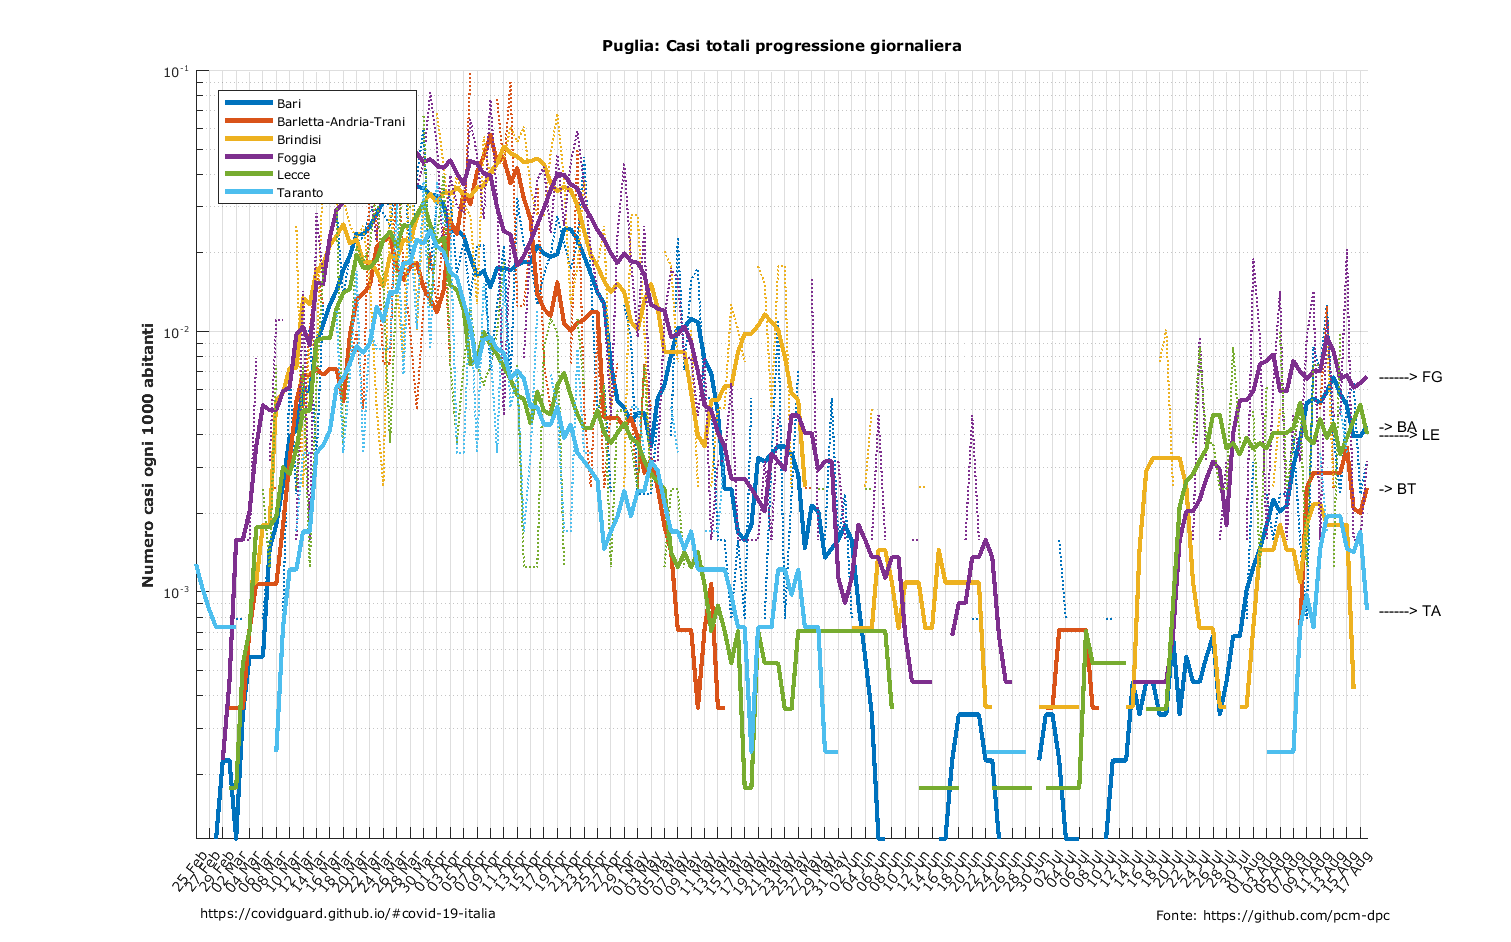 Puglia: Casi totali progressione giornaliera
10-1
Bari
Barletta-Andria-Trani
Brindisi
Foggia
Lecce
Taranto
10-2
10-3
Numero casi ogni 1000 abitanti
------> FG
-> BA
------> LE
-> BT
------> TA
25 Feb
27 Feb
29 Feb
02 Mar
04 Mar
06 Mar
08 Mar
10 Mar
12 Mar
14 Mar
16 Mar
18 Mar
20 Mar
22 Mar
24 Mar
26 Mar
28 Mar
30 Mar
01 Apr
03 Apr
05 Apr
07 Apr
09 Apr
11 Apr
13 Apr
15 Apr
17 Apr
19 Apr
21 Apr
23 Apr
25 Apr
27 Apr
29 Apr
01 May
03 May
05 May
07 May
09 May
11 May
13 May
15 May
17 May
19 May
21 May
23 May
25 May
27 May
29 May
31 May
02 Jun
04 Jun
06 Jun
08 Jun
10 Jun
12 Jun
14 Jun
16 Jun
18 Jun
20 Jun
22 Jun
24 Jun
26 Jun
28 Jun
30 Jun
02 Jul
04 Jul
06 Jul
08 Jul
10 Jul
12 Jul
14 Jul
16 Jul
18 Jul
20 Jul
22 Jul
24 Jul
26 Jul
28 Jul
30 Jul
01 Aug
03 Aug
05 Aug
07 Aug
09 Aug
11 Aug
13 Aug
15 Aug
17 Aug
https://covidguard.github.io/#covid-19-italia
Fonte: https://github.com/pcm-dpc